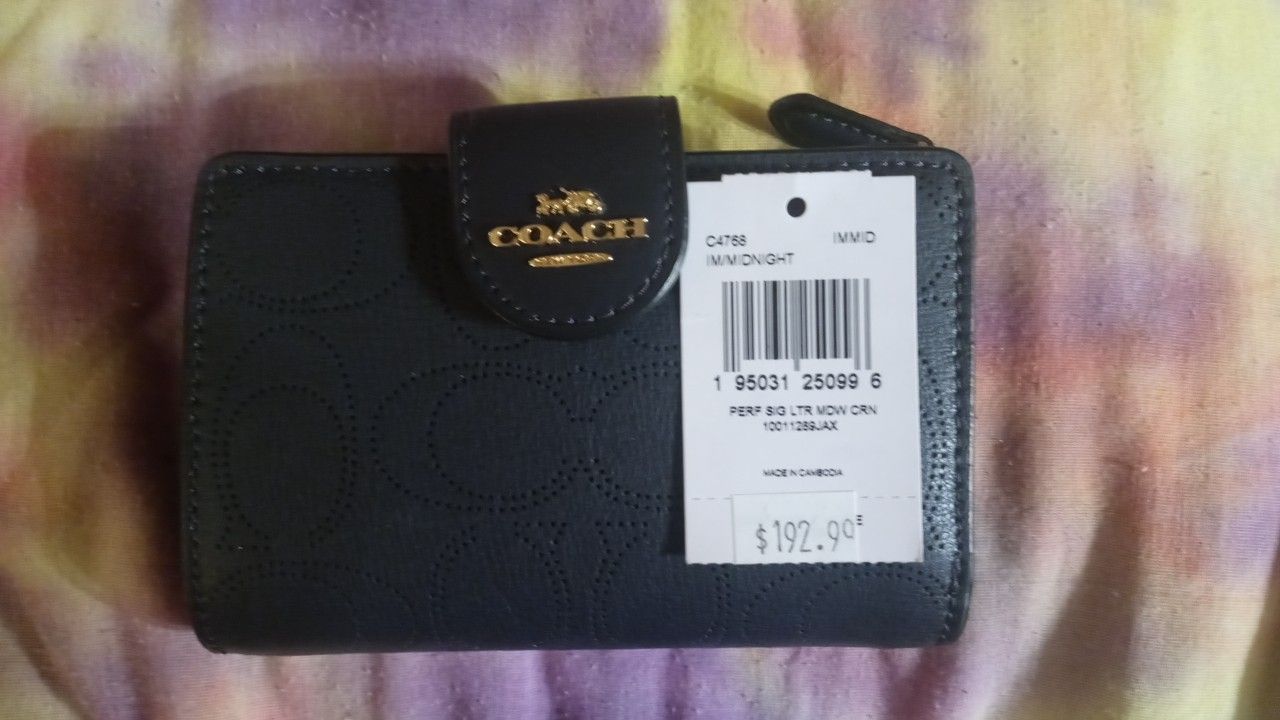 COACH
C4768 IMMID
IM/MIDNIGHT
1 95031 25099 6
PERF SIG LTR MDW CRN
10011289JAX
MADE IN CAMBODIA
E
$192.99